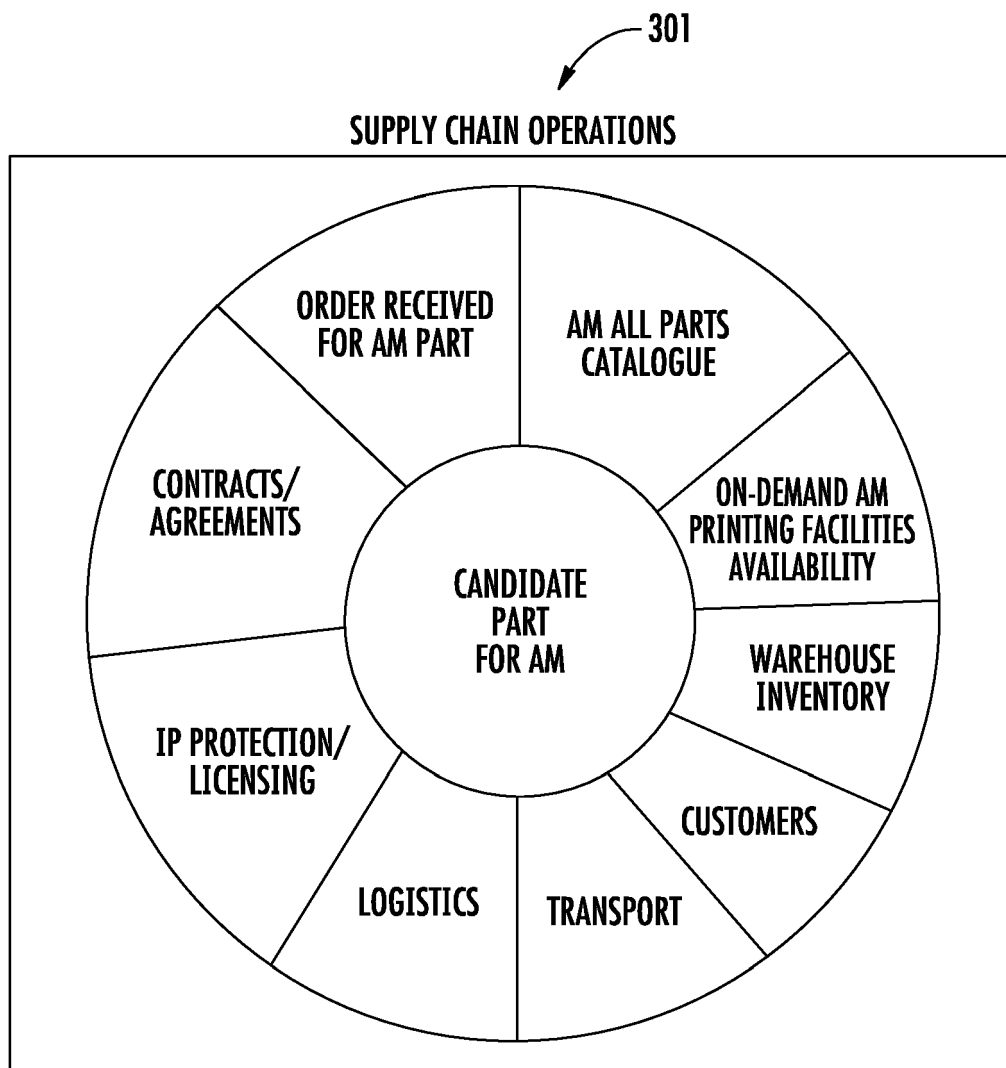 301
SUPPLY CHAIN OPERATIONS
ORDER RECEIVED
FOR AM PART
AM ALL PARTS
CATALOGUE
ON-DEMAND AM
PRINTING FACILITIES
AVAILABILITY
WAREHOUSE
INVENTORY
CUSTOMERS
TRANSPORT
LOGISTICS
IP PROTECTION/
LICENSING
CONTRACTS/
AGREEMENTS
CANDIDATE
PART
FOR AM